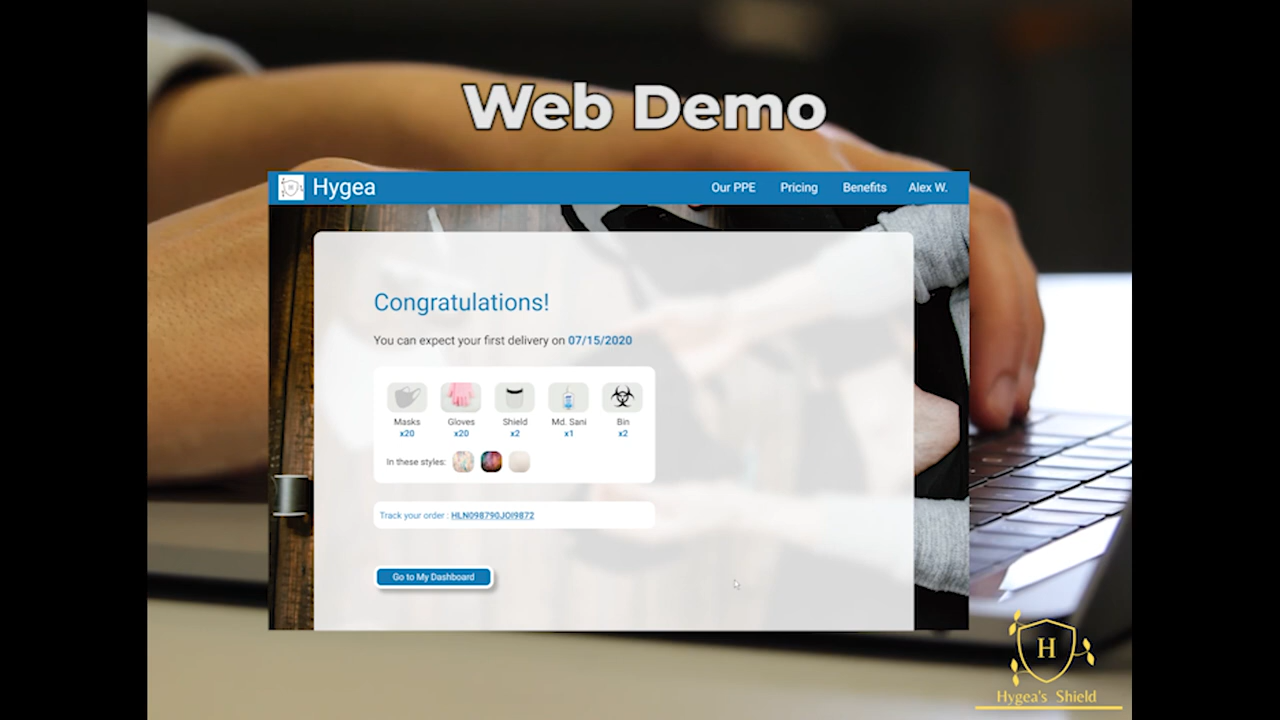 Web Demo
Hygea
Our PPE Pricing Benefits Alex W.
Congratulations!
You can expect your first delivery on 07/15/2020
Masks Gloves Shield Md. Sani Bin
x20 x20 x2 x1 x2
In these styles:
Track your order : HLN098790JOI9872
Go to My Dashboard
H
Hygea's Shield